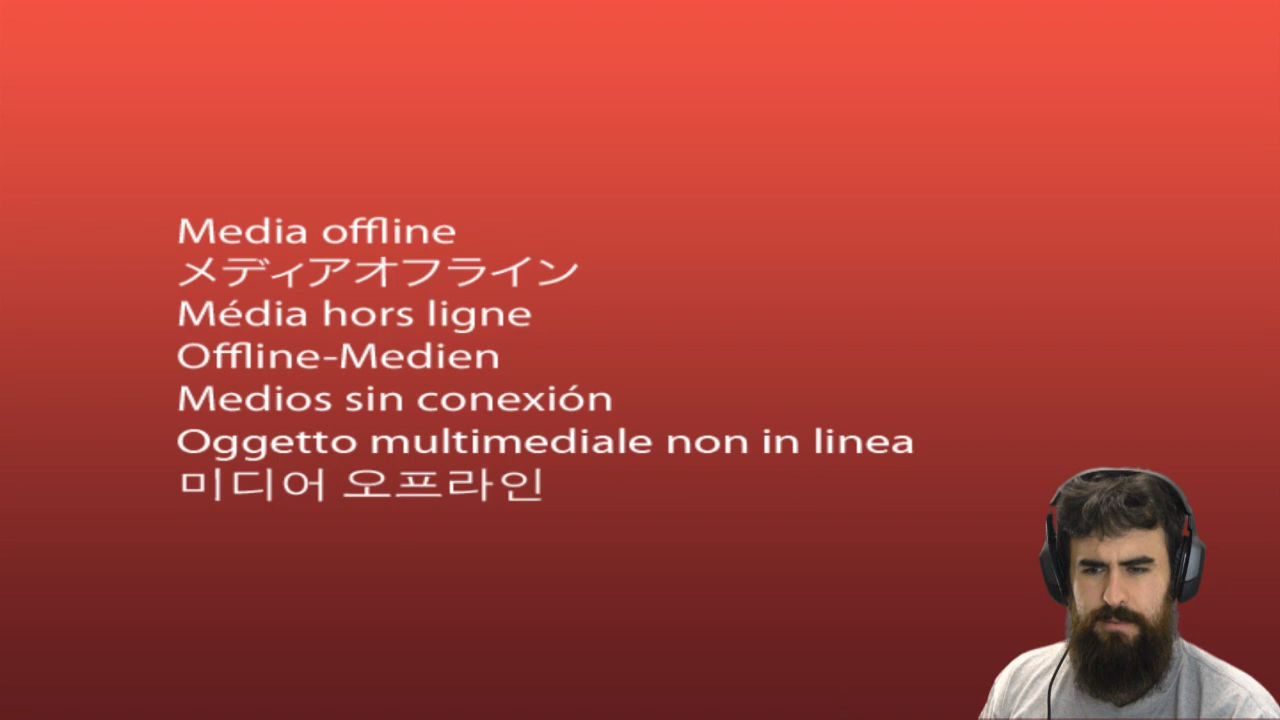 Media offline
メディアオフライン
Média hors ligne
Offline-Medien
Medios sin conexión
Oggetto multimediale non in linea
미디어 오프라인